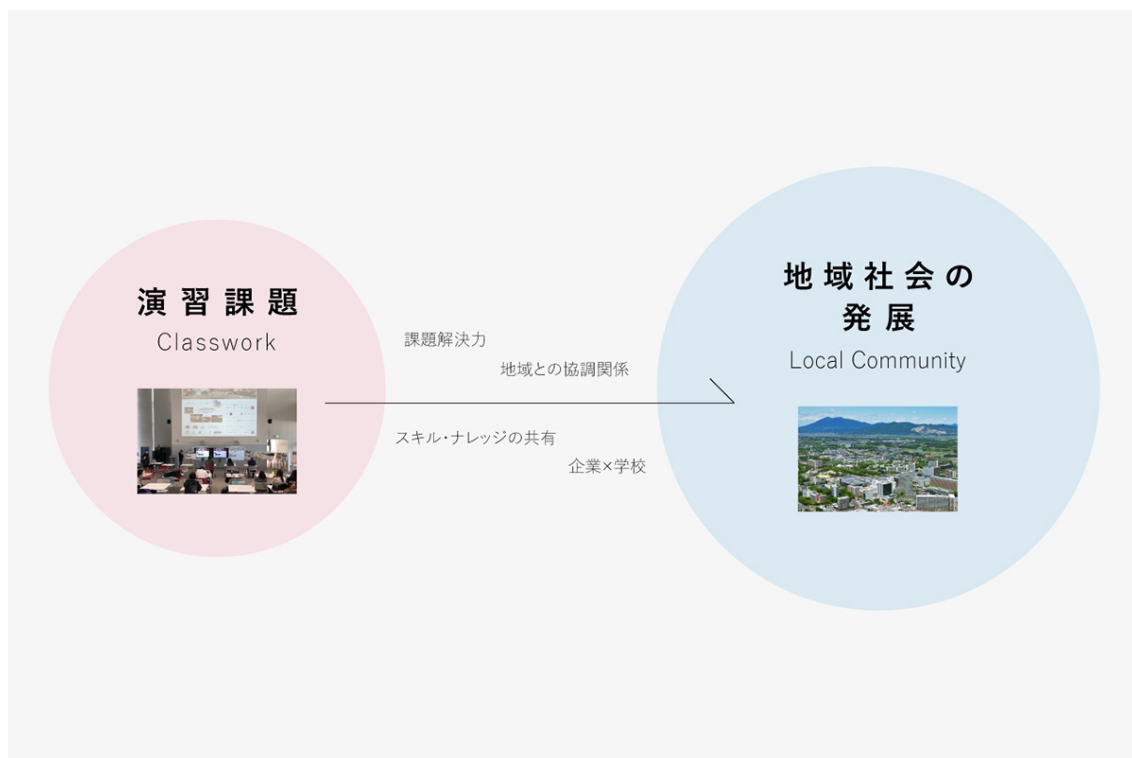 演習課題
Classwork
課題解決力
地域との協調関係
スキル・ナレッジの共有
企業×学校
地域社会の
発展
Local Community